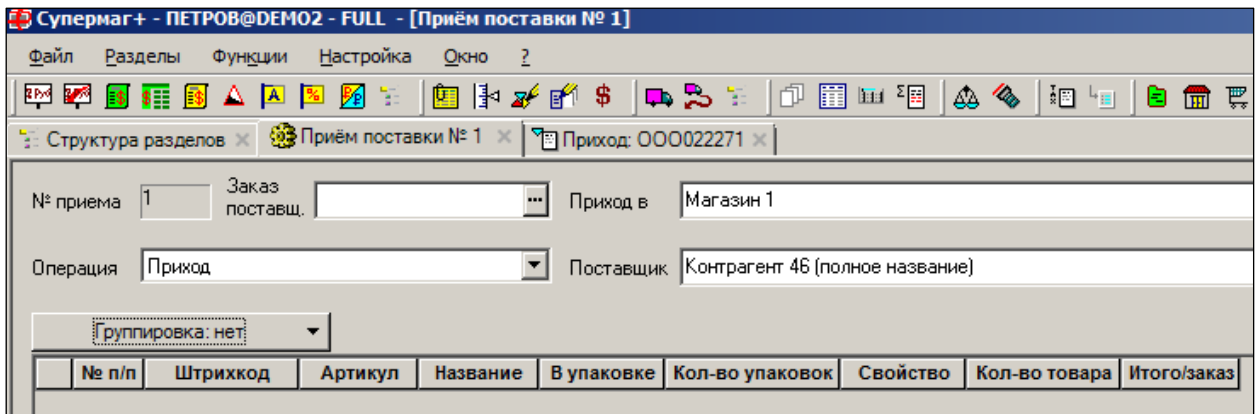 Супермаг+ - ПЕТРОВ@DEMO2 - FULL - [Приём поставки № 1]
Файл Разделы Функции Настройка Окно ?
Структура разделов × Приём поставки № 1 × Приход: ООО022271 ×
№ приема 1 Заказ поставщ. ... Приход в Магазин 1
Операция Приход Поставщик Контрагент 46 (полное название)
Группировка: нет
№ п/п Штрихкод Артикул Название В упаковке Кол-во упаковок Свойство Кол-во товара Итого/заказ